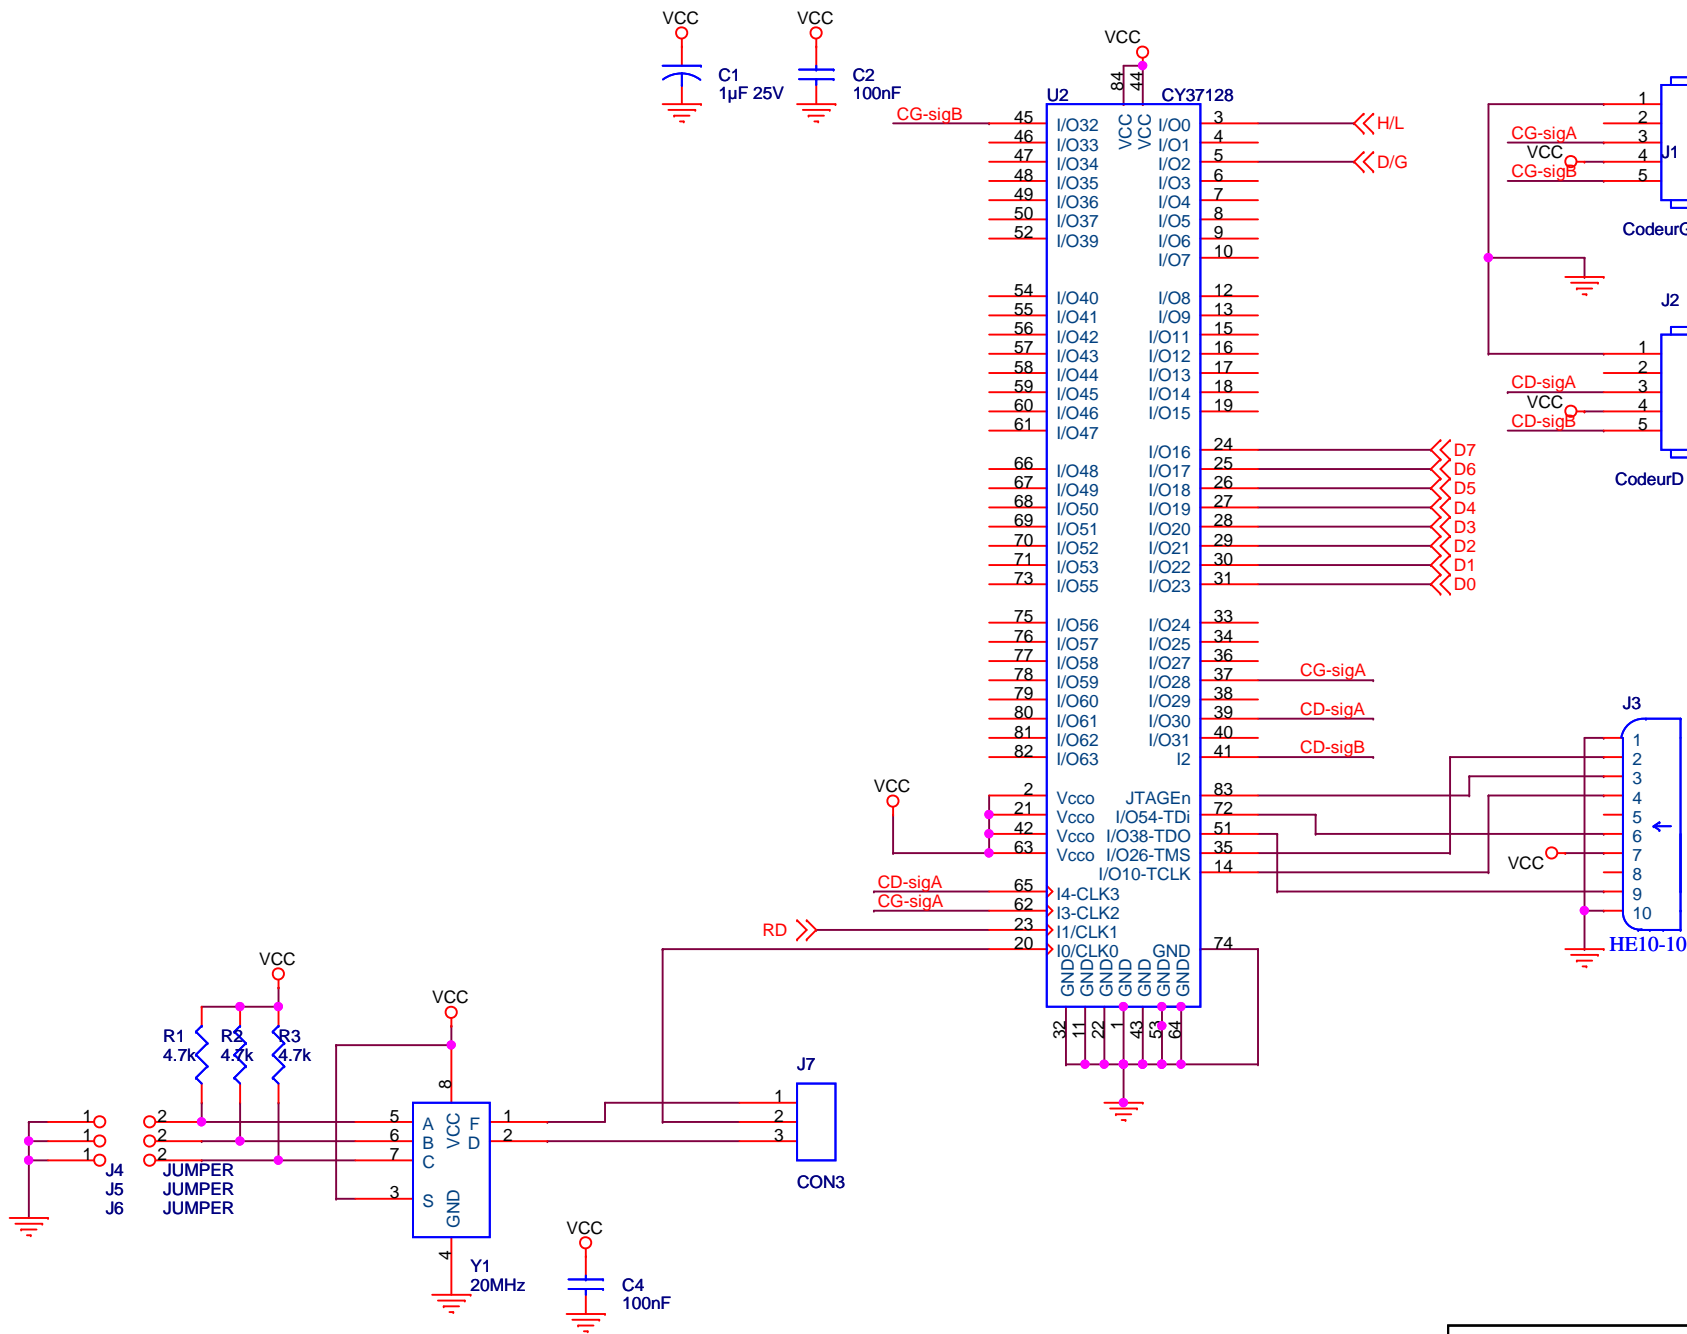 VCC
C1
1µF 25V
VCC
C2
100nF
VCC
84
44
U2
CY37128
VCC
VCC
CG-sigB
45 I/O32
46 I/O33
47 I/O34
48 I/O35
49 I/O36
50 I/O37
52 I/O39
54 I/O40
55 I/O41
56 I/O42
57 I/O43
58 I/O44
59 I/O45
60 I/O46
61 I/O47
66 I/O48
67 I/O49
68 I/O50
69 I/O51
70 I/O52
71 I/O53
73 I/O55
75 I/O56
76 I/O57
77 I/O58
78 I/O59
79 I/O60
80 I/O61
81 I/O62
82 I/O63
VCC
2 Vcco
21 Vcco
42 Vcco
63 Vcco
CD-sigA 65 I4-CLK3
CG-sigA 62 I3-CLK2
RD 23 I1/CLK1
20 I0/CLK0
I/O0 3 H/L
I/O1 4
I/O2 5 D/G
I/O3 6
I/O4 7
I/O5 8
I/O6 9
I/O7 10
I/O8 12
I/O9 13
I/O11 15
I/O12 16
I/O13 17
I/O14 18
I/O15 19
I/O16 24 D7
I/O17 25 D6
I/O18 26 D5
I/O19 27 D4
I/O20 28 D3
I/O21 29 D2
I/O22 30 D1
I/O23 31 D0
I/O24 33
I/O25 34
I/O27 36
I/O28 37 CG-sigA
I/O29 38
I/O30 39 CD-sigA
I/O31 40
I2 41 CD-sigB
JTAGEn 83
I/O54-TDi 72
I/O38-TDO 51
I/O26-TMS 35
I/O10-TCLK 14
GND 74
GND GND GND GND GND GND GND
32 11 22 1 43 53 64
1
2
CG-sigA 3
VCC 4
CG-sigB 5
J1
CodeurG
J2
1
2
CD-sigA 3
VCC 4
CD-sigB 5
CodeurD
J3
1
2
3
4
5
6
VCC 7
8
9
10
HE10-10
VCC
R1
4.7k
R2
4.7k
R3
4.7k
VCC
8
1 2 5 A
1 2 6 B
1 2 7 C
3 S
VCC
GND
F 1
D 2
4
J4 JUMPER
J5 JUMPER
J6 JUMPER
Y1
20MHz
J7
1
2
3
CON3
VCC
C4
100nF